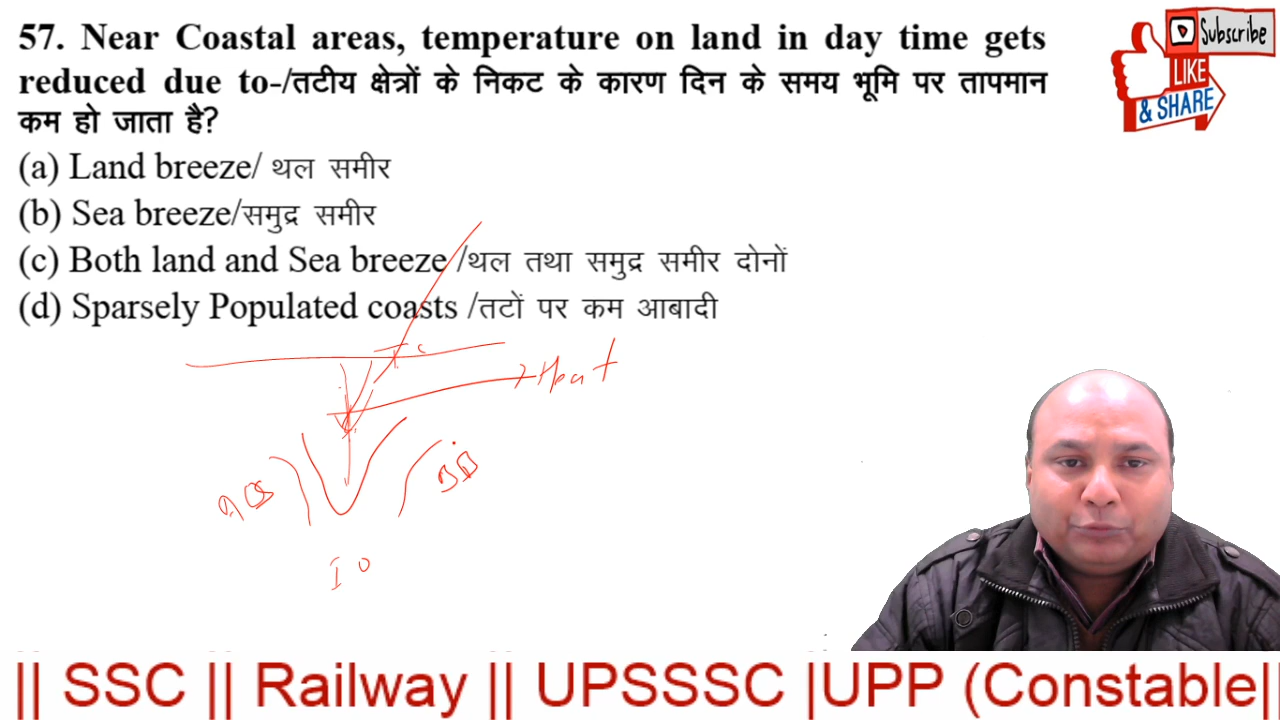 57. Near Coastal areas, temperature on land in day time gets
reduced due to-/तटीय क्षेत्रों के निकट के कारण दिन के समय भूमि पर तापमान
कम हो जाता है?
(a) Land breeze/ थल समीर
(b) Sea breeze/समुद्र समीर
(c) Both land and Sea breeze /थल तथा समुद्र समीर दोनों
(d) Sparsely Populated coasts /तटों पर कम आबादी
Subscribe
LIKE
& SHARE
Heat
BB
IO
|| SSC || Railway || UPSSSC |UPP (Constable||